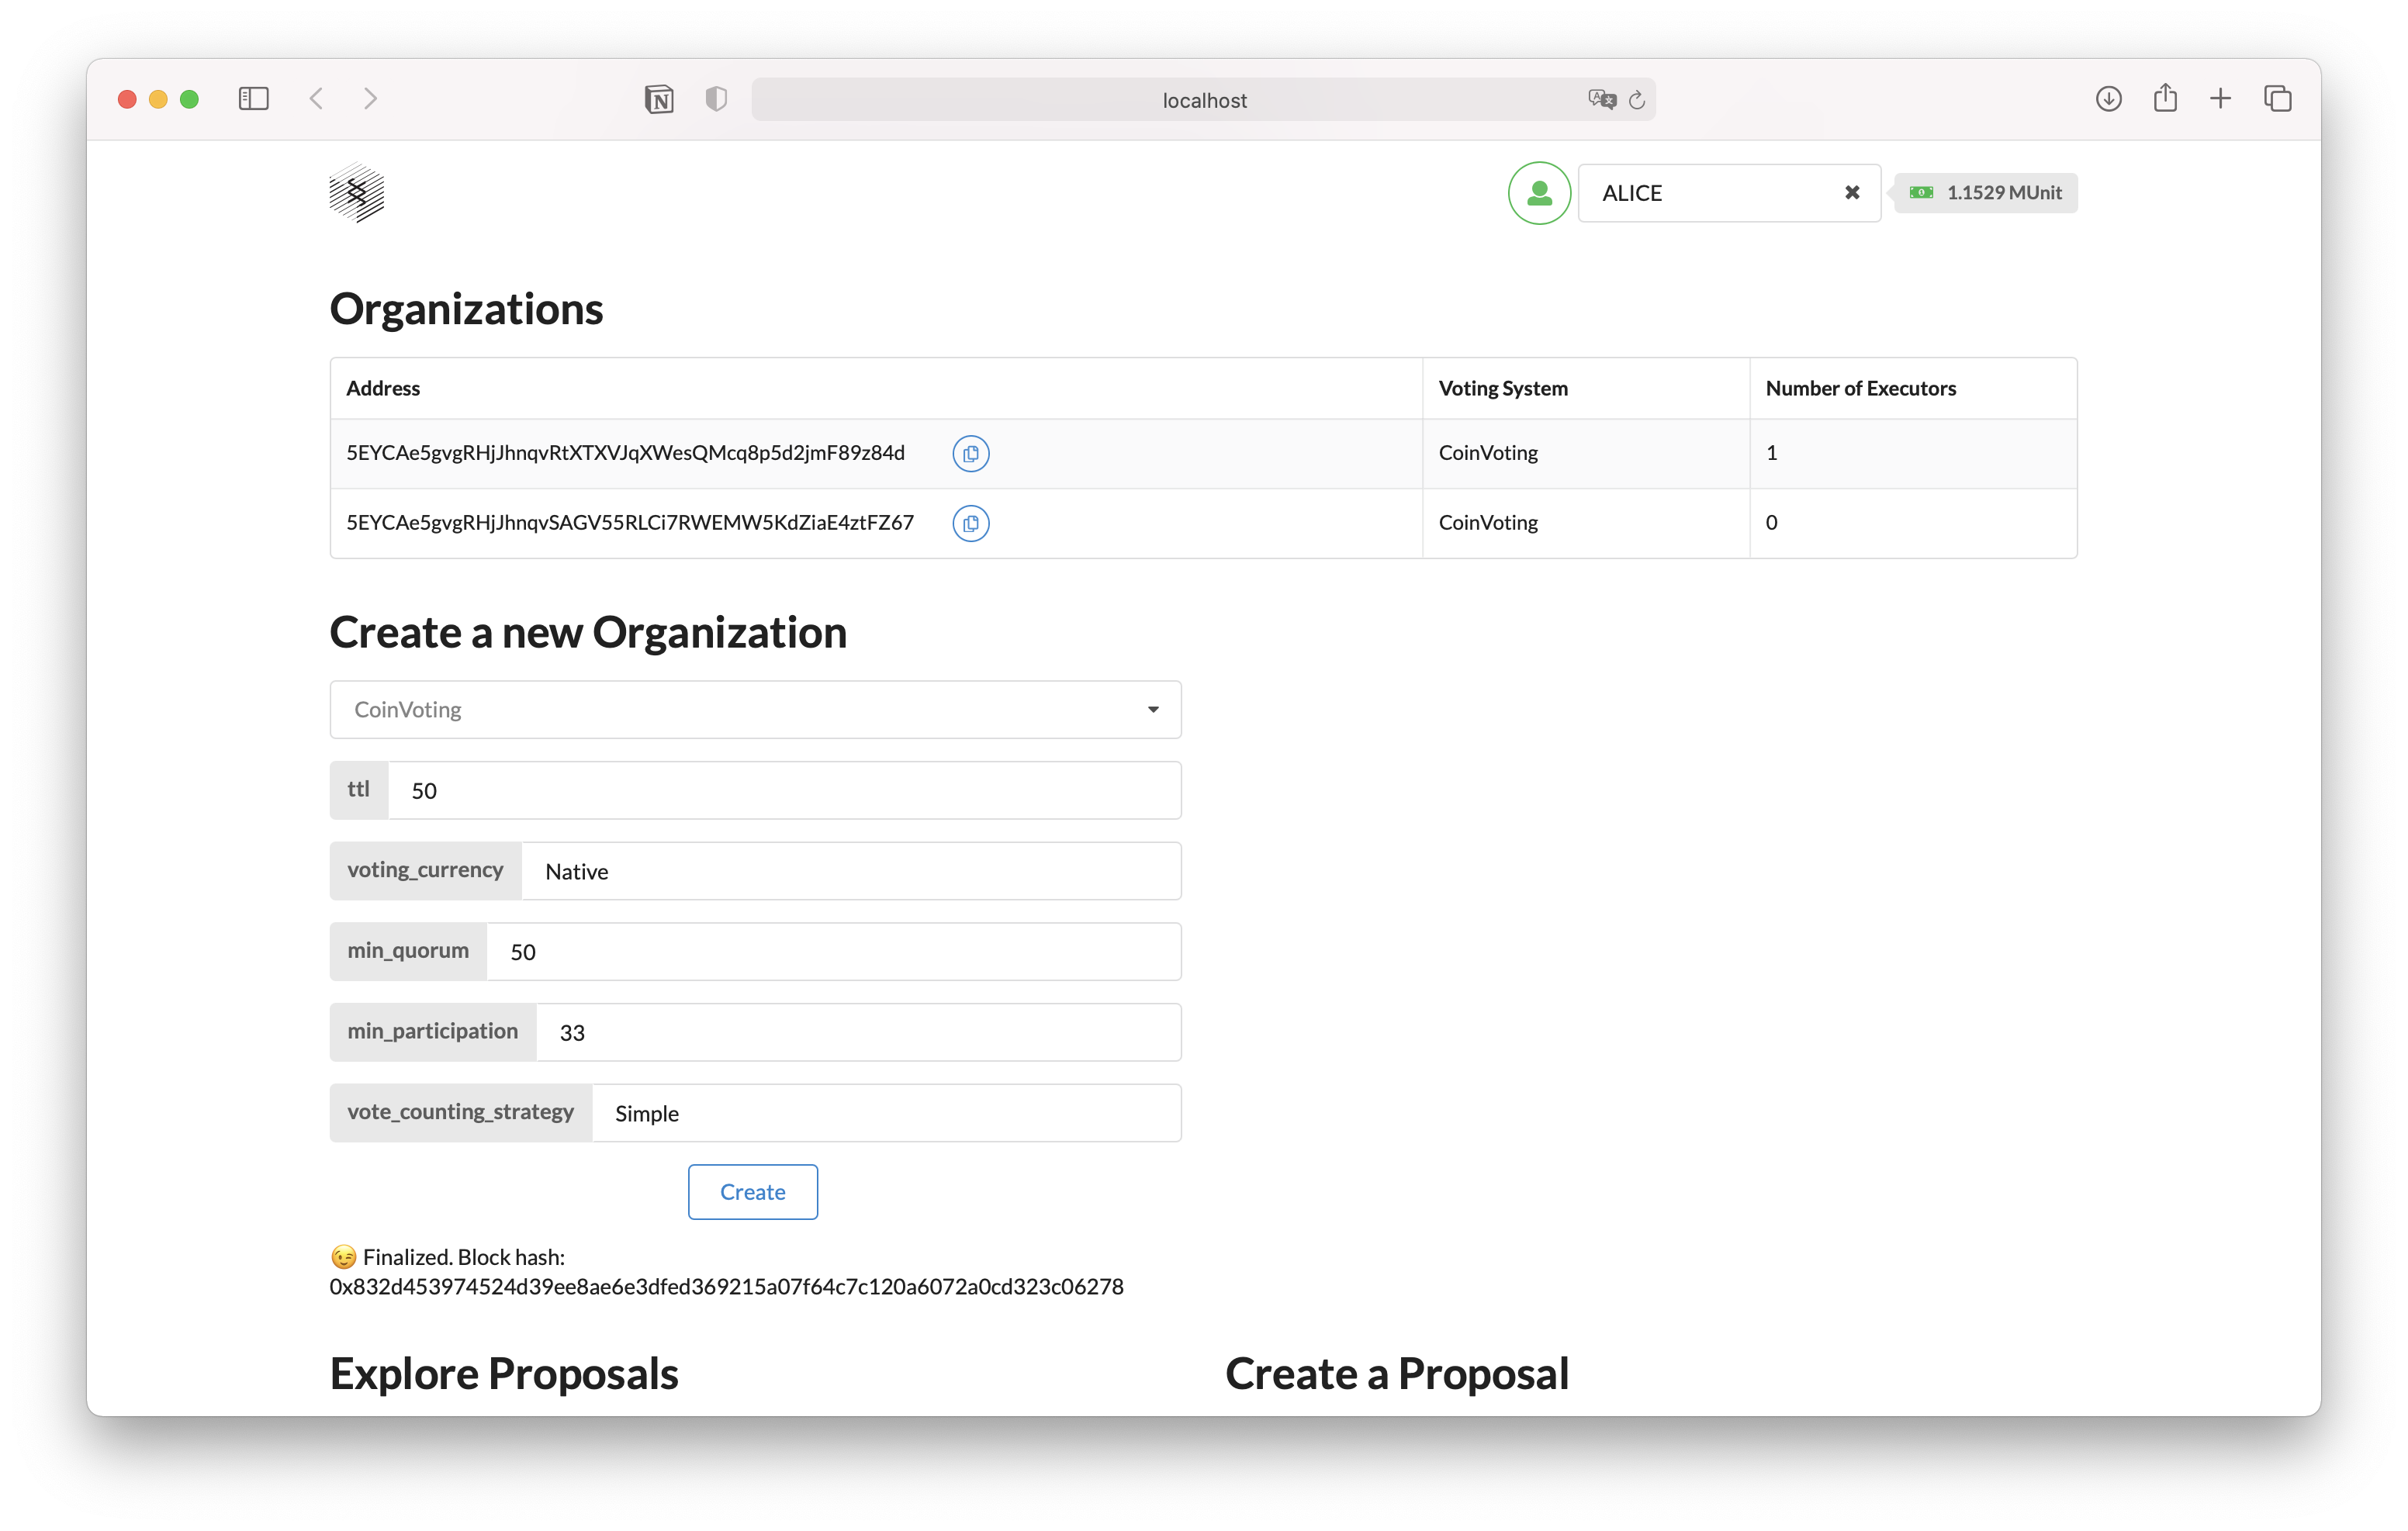 localhost
ALICE
1.1529 MUnit
Organizations
Address Voting System Number of Executors
5EYCAe5gvgRHjJhnqvRtXTXVJqXWesQMcq8p5d2jmF89z84d CoinVoting 1
5EYCAe5gvgRHjJhnqvSAGV55RLCi7RWEMW5KdZiaE4ztFZ67 CoinVoting 0
Create a new Organization
CoinVoting
ttl 50
voting_currency Native
min_quorum 50
min_participation 33
vote_counting_strategy Simple
Create
😉 Finalized. Block hash:
0x832d453974524d39ee8ae6e3dfed369215a07f64c7c120a6072a0cd323c06278
Explore Proposals Create a Proposal